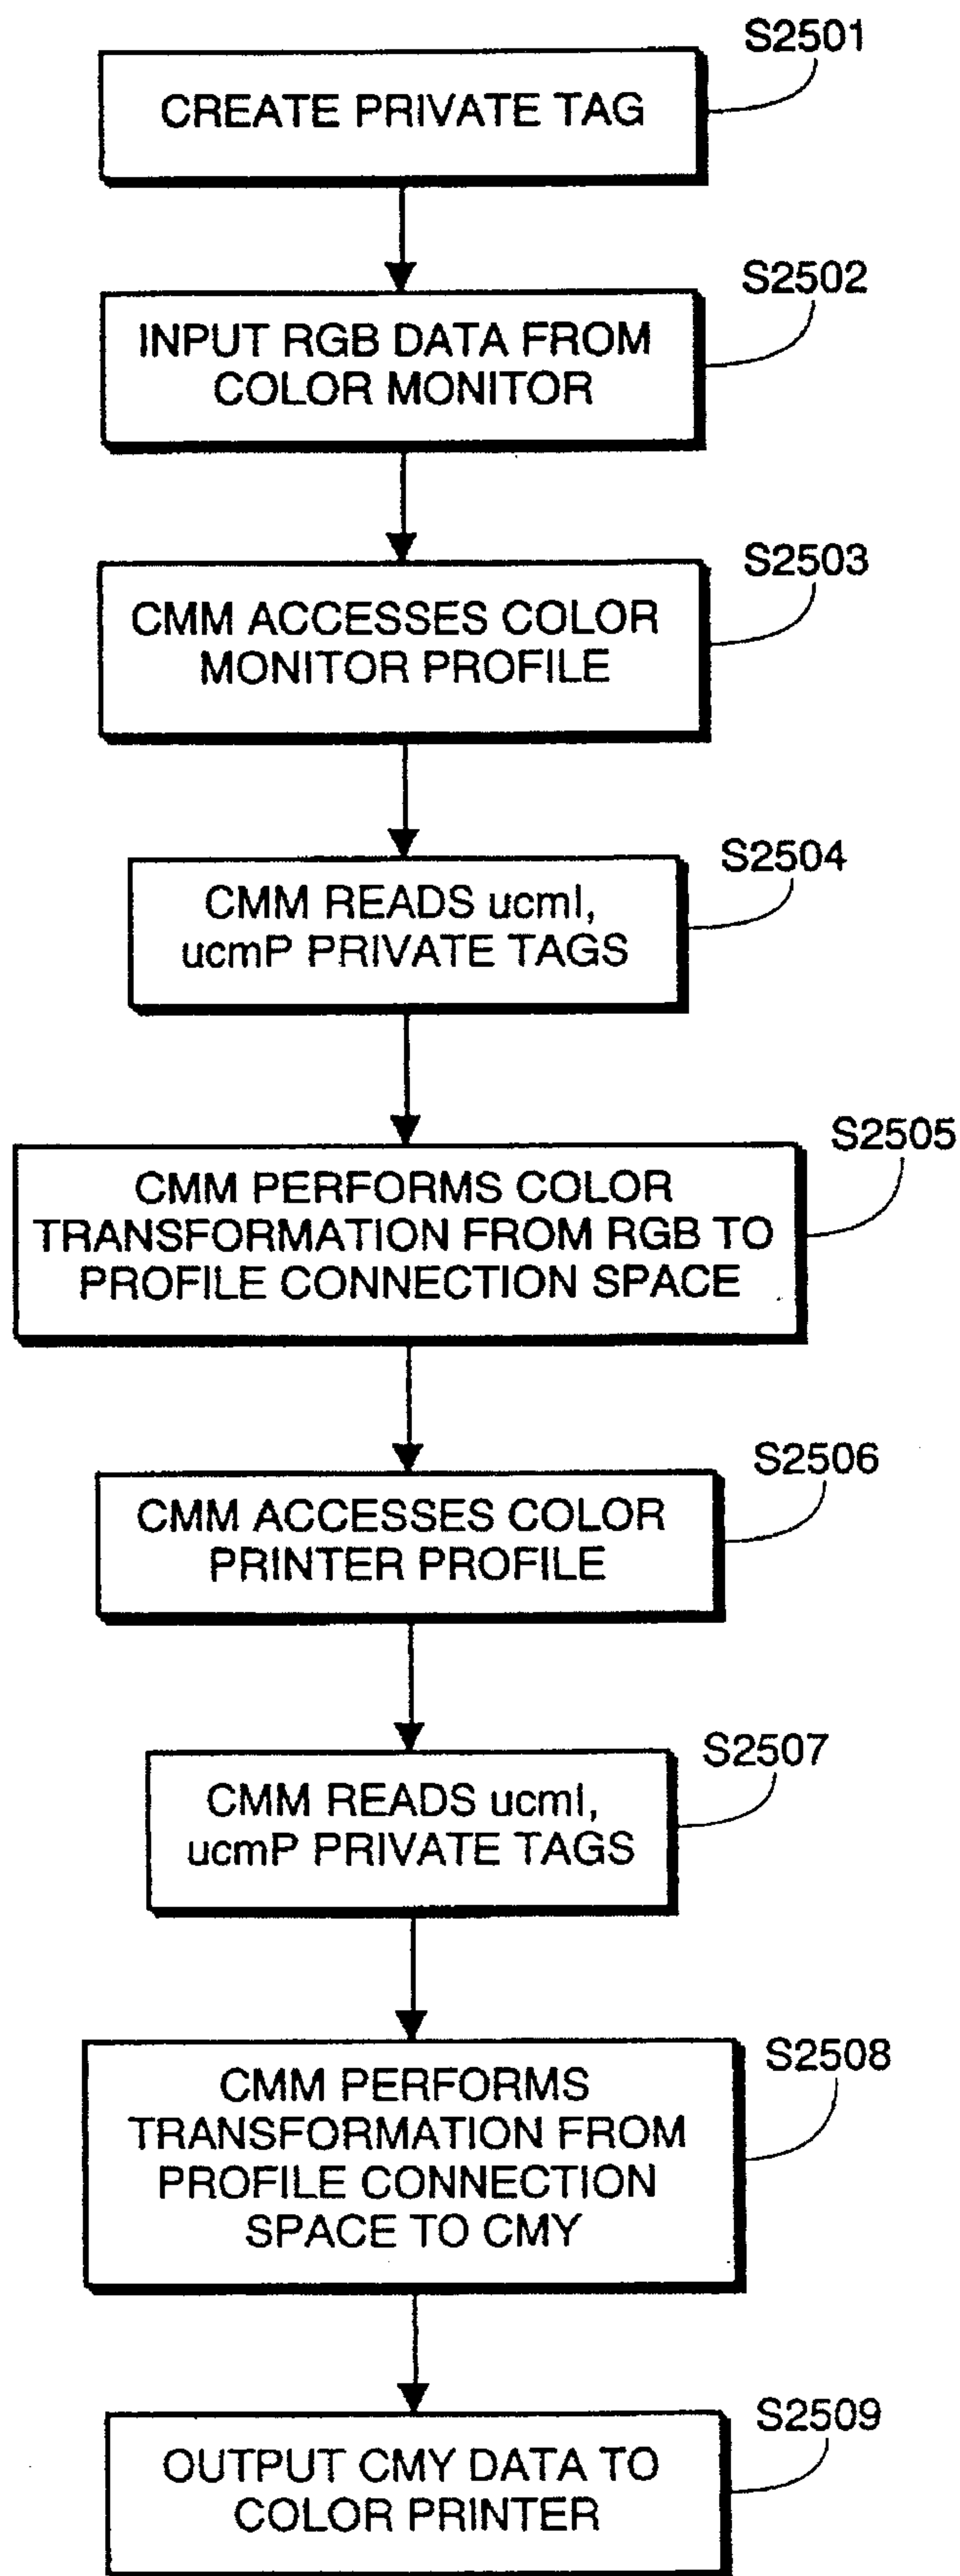 S2501
CREATE PRIVATE TAG
S2502
INPUT RGB DATA FROM
COLOR MONITOR
S2503
CMM ACCESSES COLOR
MONITOR PROFILE
S2504
CMM READS ucmI,
ucmP PRIVATE TAGS
S2505
CMM PERFORMS COLOR
TRANSFORMATION FROM RGB TO
PROFILE CONNECTION SPACE
S2506
CMM ACCESSES COLOR
PRINTER PROFILE
S2507
CMM READS ucmI,
ucmP PRIVATE TAGS
S2508
CMM PERFORMS
TRANSFORMATION FROM
PROFILE CONNECTION
SPACE TO CMY
S2509
OUTPUT CMY DATA TO
COLOR PRINTER